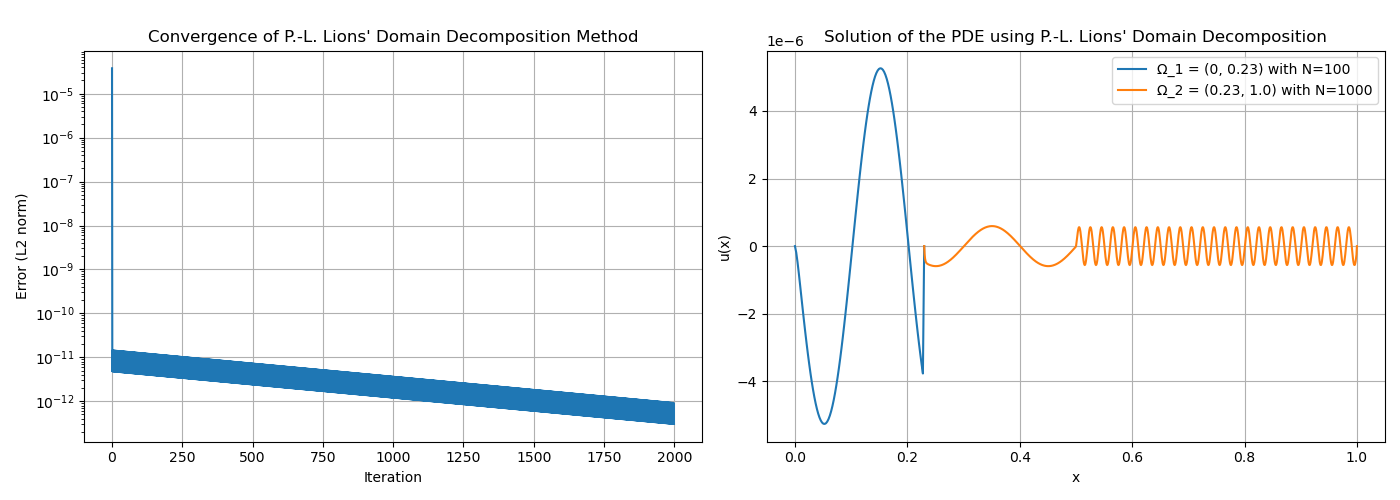 Convergence of P.-L. Lions' Domain Decomposition Method
Error (L2 norm)
10^-5
10^-6
10^-7
10^-8
10^-9
10^-10
10^-11
10^-12
0 250 500 750 1000 1250 1500 1750 2000
Iteration
Solution of the PDE using P.-L. Lions' Domain Decomposition
1e−6
Ω_1 = (0, 0.23) with N=100
Ω_2 = (0.23, 1.0) with N=1000
u(x)
4
2
0
−2
−4
0.0 0.2 0.4 0.6 0.8 1.0
x